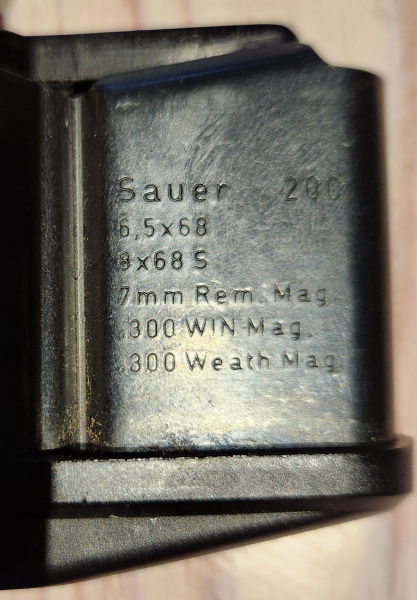 Sauer 200
6,5x68
8x68 S
7mm Rem. Mag.
.300 WIN Mag.
.300 Weath Mag.